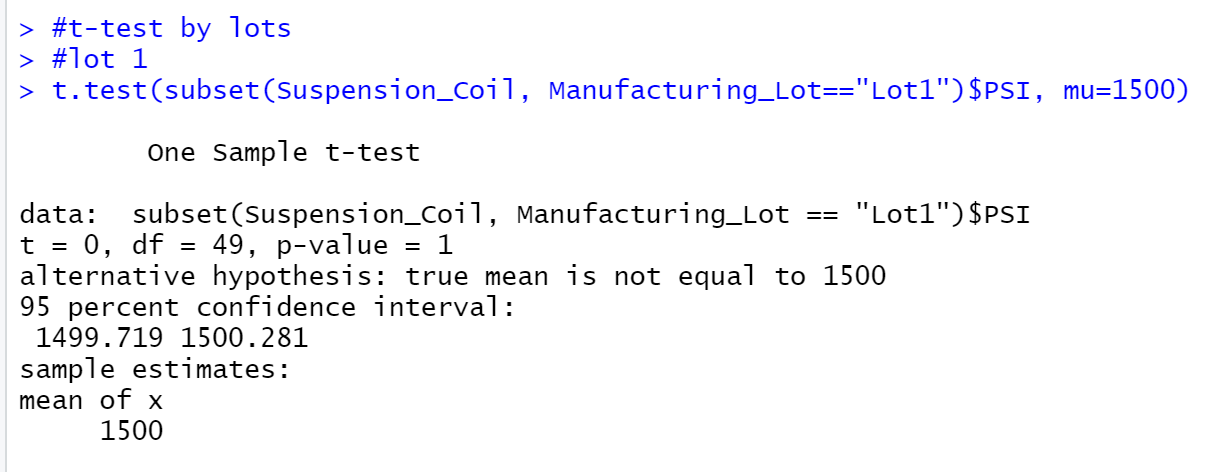 > #t-test by lots
> #lot 1
> t.test(subset(Suspension_Coil, Manufacturing_Lot=="Lot1")$PSI, mu=1500)
One Sample t-test
data:  subset(Suspension_Coil, Manufacturing_Lot == "Lot1")$PSI
t = 0, df = 49, p-value = 1
alternative hypothesis: true mean is not equal to 1500
95 percent confidence interval:
1499.719 1500.281
sample estimates:
mean of x
1500